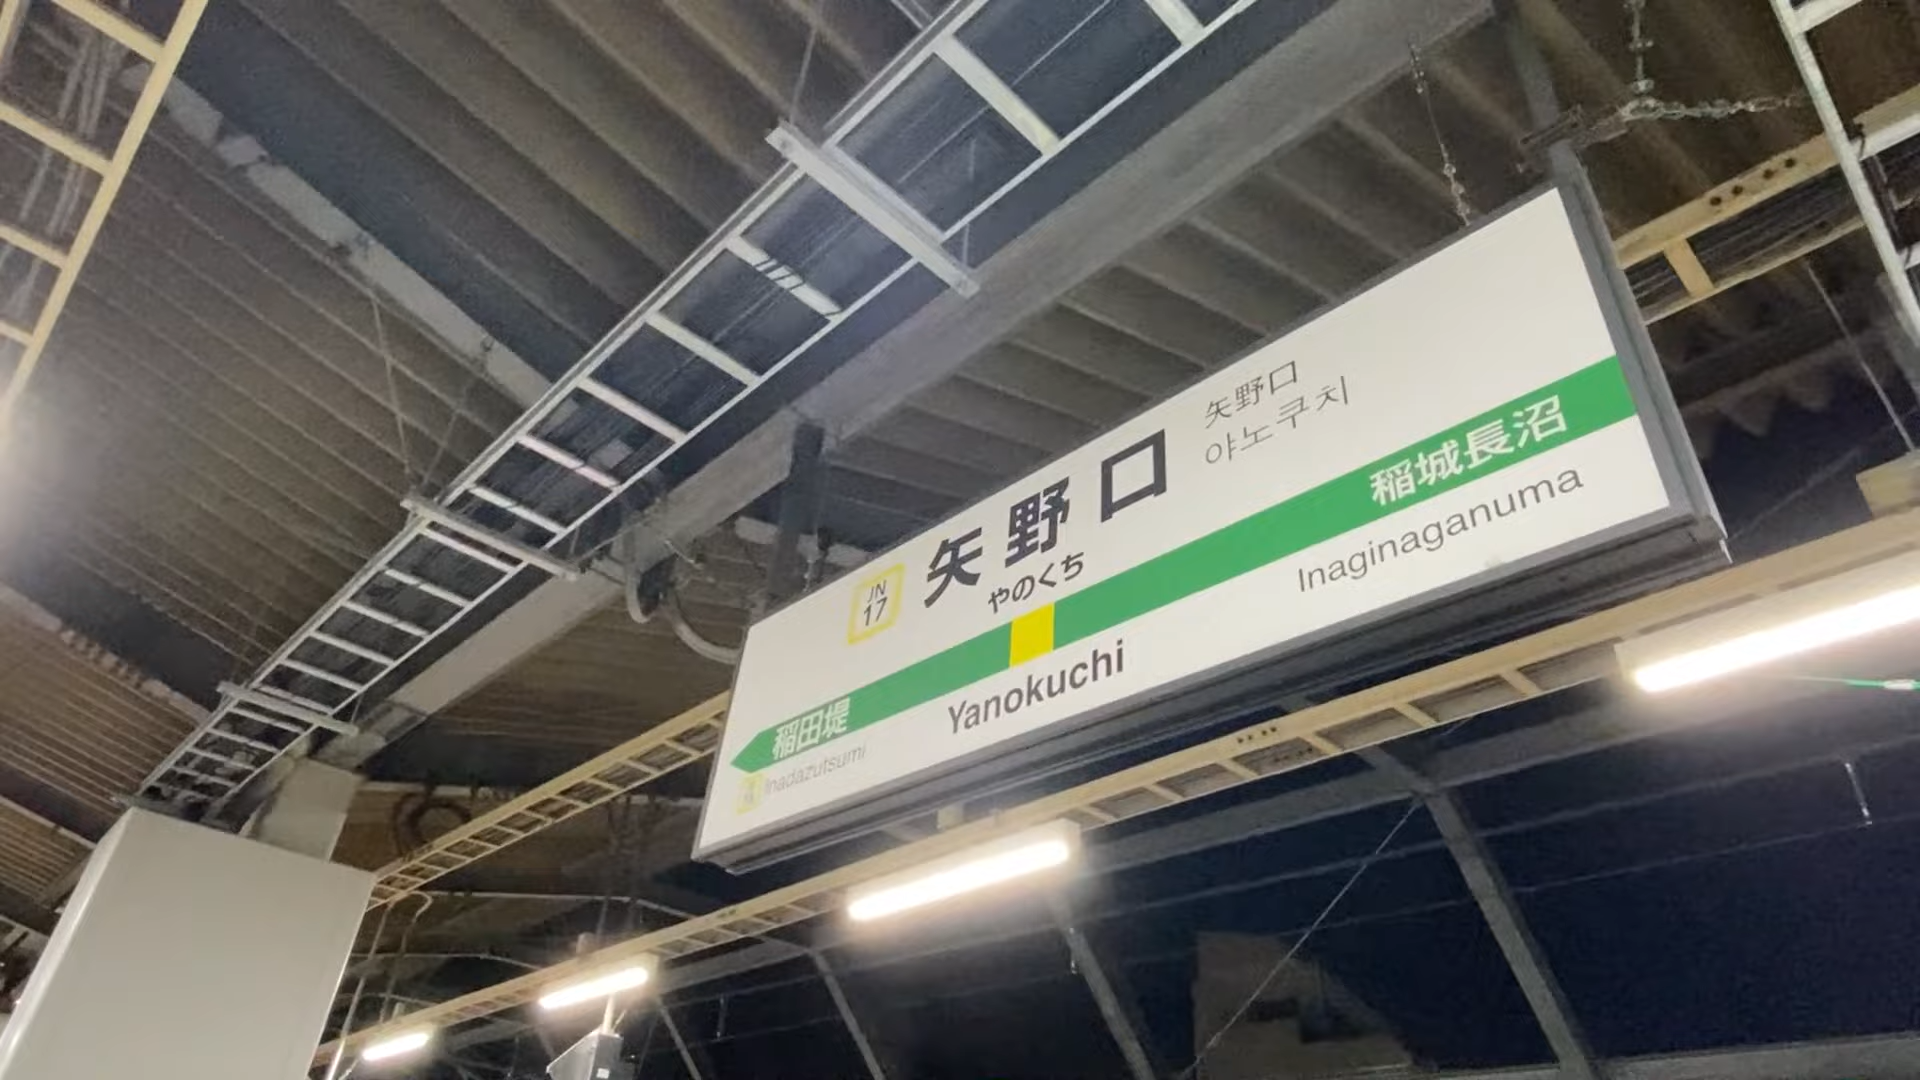 JN
17
矢野口
やのくち
矢野口
야노쿠치
稲田堤
稲城長沼
Yanokuchi
Inadazutsumi
Inaginaganuma